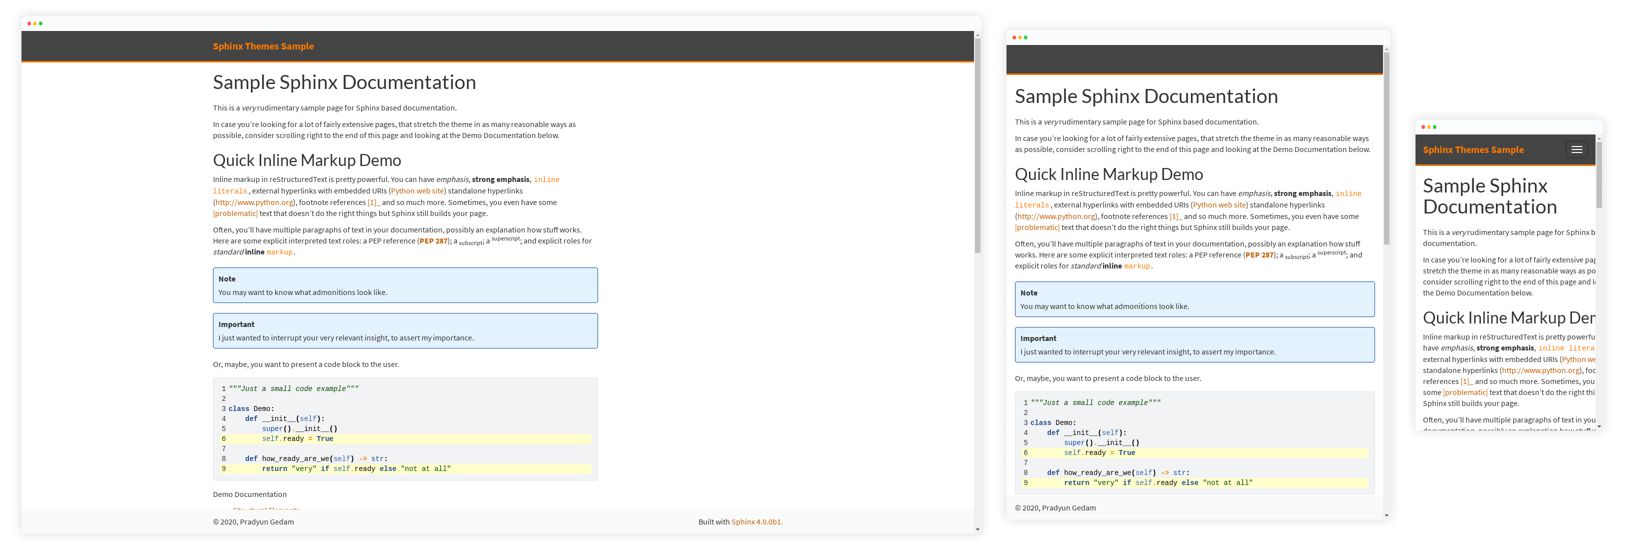 Sphinx Themes Sample
Sample Sphinx Documentation
This is a very rudimentary sample page for Sphinx based documentation.
In case you're looking for a lot of fairly extensive pages, that stretch the theme in as many reasonable ways as
possible, consider scrolling right to the end of this page and looking at the Demo Documentation below.
Quick Inline Markup Demo
Inline markup in reStructuredText is pretty powerful. You can have emphasis, strong emphasis, inline
literals, external hyperlinks with embedded URIs (Python web site) standalone hyperlinks
(http://www.python.org), footnote references [1]_ and so much more. Sometimes, you even have some
|problematic| text that doesn't do the right things but Sphinx still builds your page.
Often, you'll have multiple paragraphs of text in your documentation, possibly an explanation how stuff works.
Here are some explicit interpreted text roles: a PEP reference (PEP 287); a subscript; a superscript; and explicit roles for
standard inline markup.
Note
You may want to know what admonitions look like.
Important
I just wanted to interrupt your very relevant insight, to assert my importance.
Or, maybe, you want to present a code block to the user.
1 """Just a small code example"""
2
3 class Demo:
4     def __init__(self):
5         super().__init__()
6         self.ready = True
7
8     def how_ready_are_we(self) -> str:
9         return "very" if self.ready else "not at all"
Demo Documentation
Structural Elements
© 2020, Pradyun Gedam
Built with Sphinx 4.0.0b1.
Sample Sphinx Documentation
This is a very rudimentary sample page for Sphinx based documentation.
In case you're looking for a lot of fairly extensive pages, that stretch the theme in as many reasonable ways
as possible, consider scrolling right to the end of this page and looking at the Demo Documentation below.
Quick Inline Markup Demo
Inline markup in reStructuredText is pretty powerful. You can have emphasis, strong emphasis, inline
literals, external hyperlinks with embedded URIs (Python web site) standalone hyperlinks
(http://www.python.org), footnote references [1]_ and so much more. Sometimes, you even have some
|problematic| text that doesn't do the right things but Sphinx still builds your page.
Often, you'll have multiple paragraphs of text in your documentation, possibly an explanation how stuff
works. Here are some explicit interpreted text roles: a PEP reference (PEP 287); a subscript; a superscript; and
explicit roles for standard inline markup.
Note
You may want to know what admonitions look like.
Important
I just wanted to interrupt your very relevant insight, to assert my importance.
Or, maybe, you want to present a code block to the user.
1 """Just a small code example"""
2
3 class Demo:
4     def __init__(self):
5         super().__init__()
6         self.ready = True
7
8     def how_ready_are_we(self) -> str:
9         return "very" if self.ready else "not at all"
© 2020, Pradyun Gedam
Sphinx Themes Sample
Sample Sphinx
Documentation
This is a very rudimentary sample page for Sphinx b
documentation.
In case you're looking for a lot of fairly extensive pag
stretch the theme in as many reasonable ways as po
consider scrolling right to the end of this page and l
the Demo Documentation below.
Quick Inline Markup Der
Inline markup in reStructuredText is pretty powerfu
have emphasis, strong emphasis, inline litera
external hyperlinks with embedded URIs (Python we
standalone hyperlinks (http://www.python.org), foo
references [1]_ and so much more. Sometimes, you
some |problematic| text that doesn't do the right thi
Sphinx still builds your page.
Often, you'll have multiple paragraphs of text in you